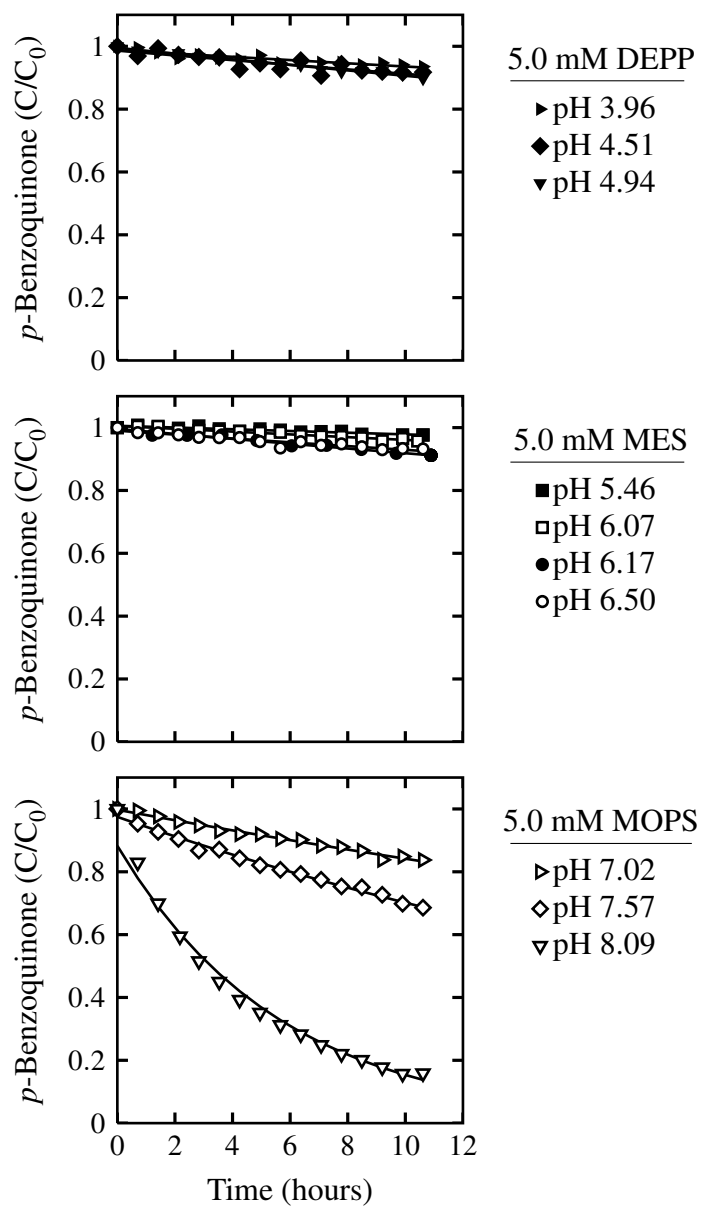 p-Benzoquinone (C/C₀)
1
0.8
0.6
0.4
0.2
0
5.0 mM DEPP
pH 3.96
pH 4.51
pH 4.94
p-Benzoquinone (C/C₀)
1
0.8
0.6
0.4
0.2
0
5.0 mM MES
pH 5.46
pH 6.07
pH 6.17
pH 6.50
p-Benzoquinone (C/C₀)
1
0.8
0.6
0.4
0.2
0
0 2 4 6 8 10 12
Time (hours)
5.0 mM MOPS
pH 7.02
pH 7.57
pH 8.09